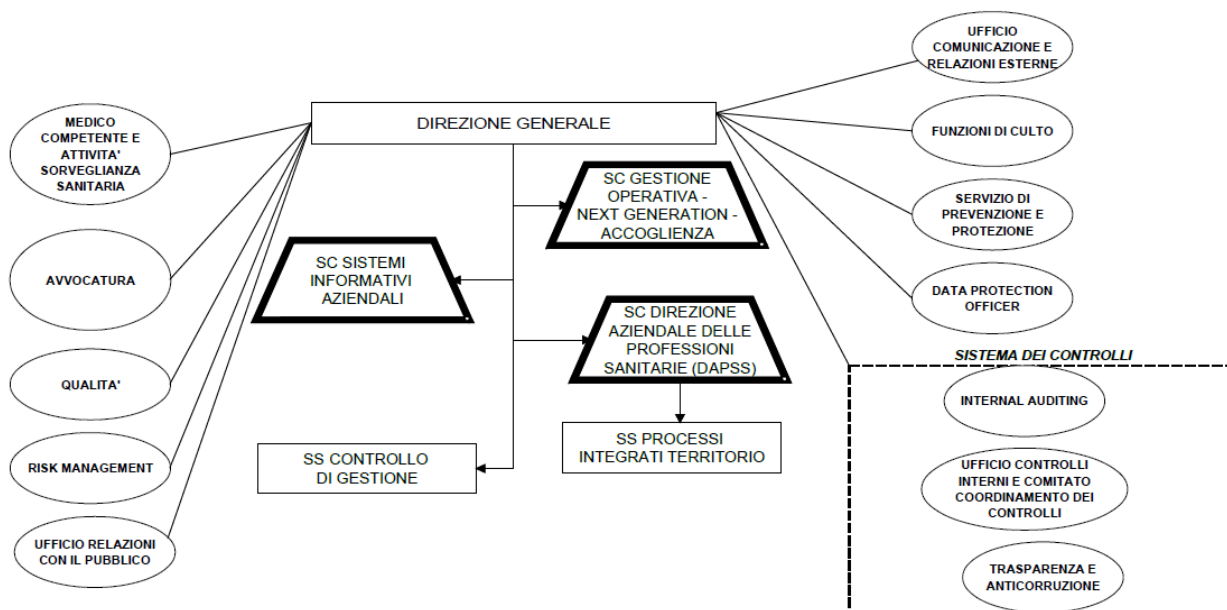 UFFICIO
COMUNICAZIONE E
RELAZIONI ESTERNE
DIREZIONE GENERALE
MEDICO
COMPETENTE E
ATTIVITA'
SORVEGLIANZA
SANITARIA
FUNZIONI DI CULTO
SC GESTIONE
OPERATIVA -
NEXT GENERATION -
ACCOGLIENZA
SERVIZIO DI
PREVENZIONE E
PROTEZIONE
AVVOCATURA
SC SISTEMI
INFORMATIVI
AZIENDALI
DATA PROTECTION
OFFICER
SC DIREZIONE
AZIENDALE DELLE
PROFESSIONI
SANITARIE (DAPSS)
SISTEMA DEI CONTROLLI
QUALITA'
INTERNAL AUDITING
SS PROCESSI
INTEGRATI TERRITORIO
SS CONTROLLO
DI GESTIONE
RISK MANAGEMENT
UFFICIO CONTROLLI
INTERNI E COMITATO
COORDINAMENTO DEI
CONTROLLI
UFFICIO RELAZIONI
CON IL PUBBLICO
TRASPARENZA E
ANTICORRUZIONE